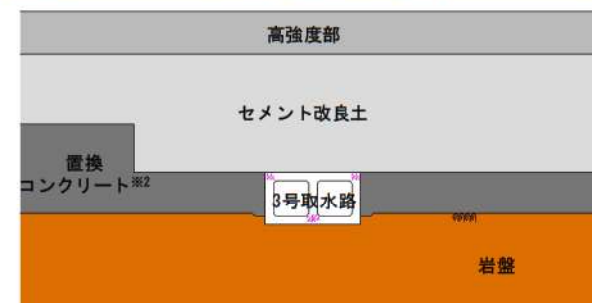 高強度部
セメント改良土
置換
コンクリート※2
3号取水路
岩盤